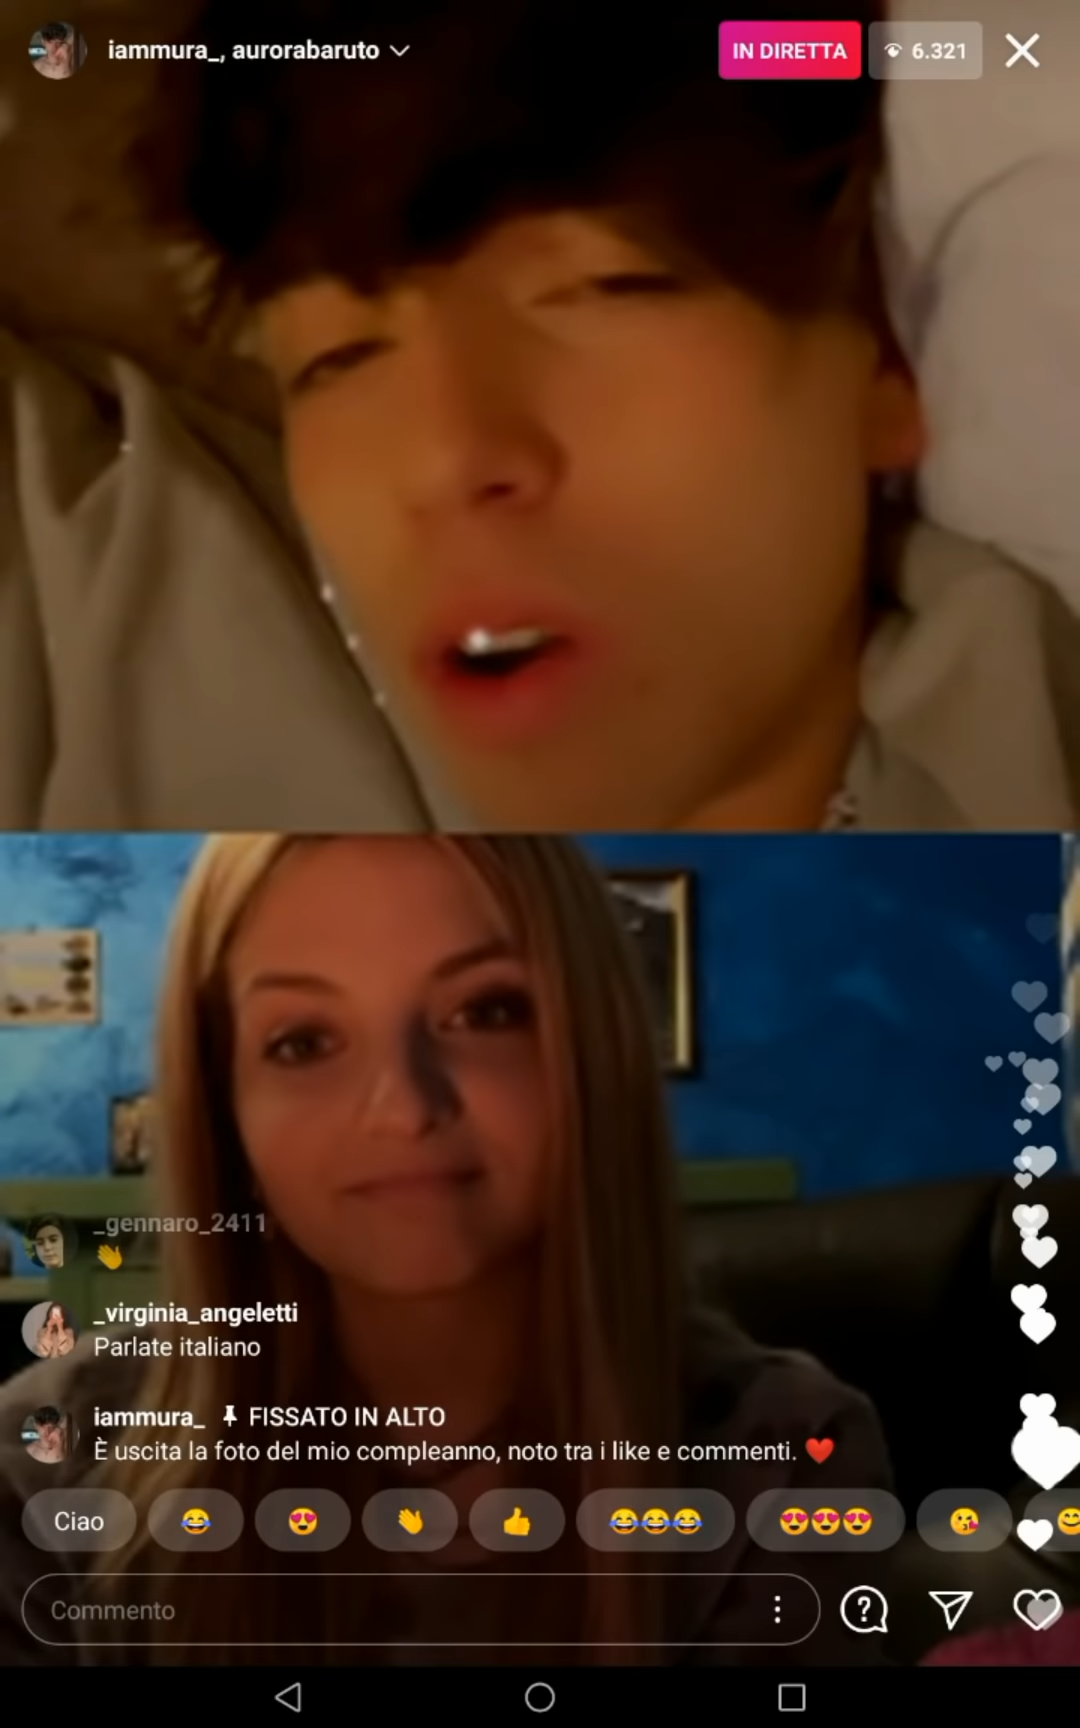 iammura_, aurorabaruto
IN DIRETTA
6.321
_gennaro_2411
👋
_virginia_angeletti
Parlate italiano
iammura_ FISSATO IN ALTO
È uscita la foto del mio compleanno, noto tra i like e commenti. ❤️
Ciao 😂 😍 👋 👍 😂😂😂 😍😍😍 😘 😊
Commento